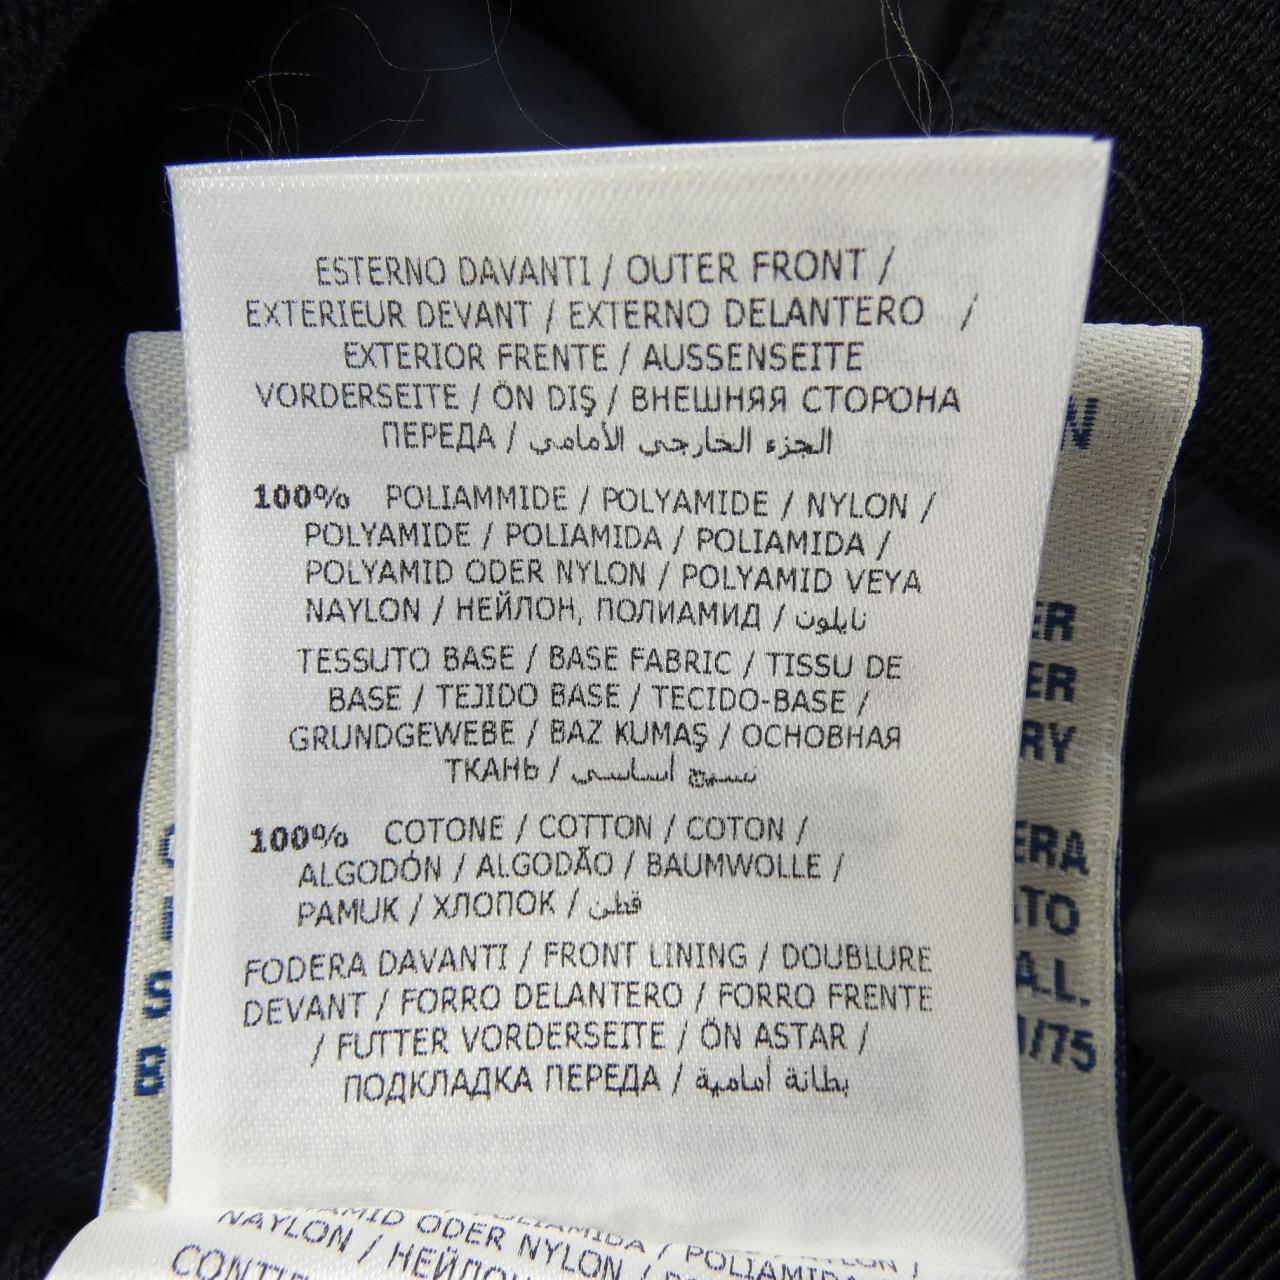 ESTERNO DAVANTI / OUTER FRONT /
EXTERIEUR DEVANT / EXTERNO DELANTERO /
EXTERIOR FRENTE / AUSSENSEITE
VORDERSEITE / ÖN DIŞ / ВНЕШНЯЯ СТОРОНА
ПЕРЕДА / الجزء الخارجي الأمامي
100% POLIAMMIDE / POLYAMIDE / NYLON /
POLYAMIDE / POLIAMIDA / POLIAMIDA /
POLYAMID ODER NYLON / POLYAMID VEYA
NAYLON / НЕЙЛОН, ПОЛИАМИД / نايلون
TESSUTO BASE / BASE FABRIC / TISSU DE
BASE / TEJIDO BASE / TECIDO-BASE /
GRUNDGEWEBE / BAZ KUMAŞ / ОСНОВНАЯ
ТКАНЬ / نسيج أساسي
100% COTONE / COTTON / COTON /
ALGODÓN / ALGODÃO / BAUMWOLLE /
PAMUK / ХЛОПОК / قطن
FODERA DAVANTI / FRONT LINING / DOUBLURE
DEVANT / FORRO DELANTERO / FORRO FRENTE
/ FUTTER VORDERSEITE / ÖN ASTAR /
ПОДКЛАДКА ПЕРЕДА / بطانة أمامية
ODER NYLON / POLIAMIDA / POLIAMIDA
NAYLON / НЕЙЛОН